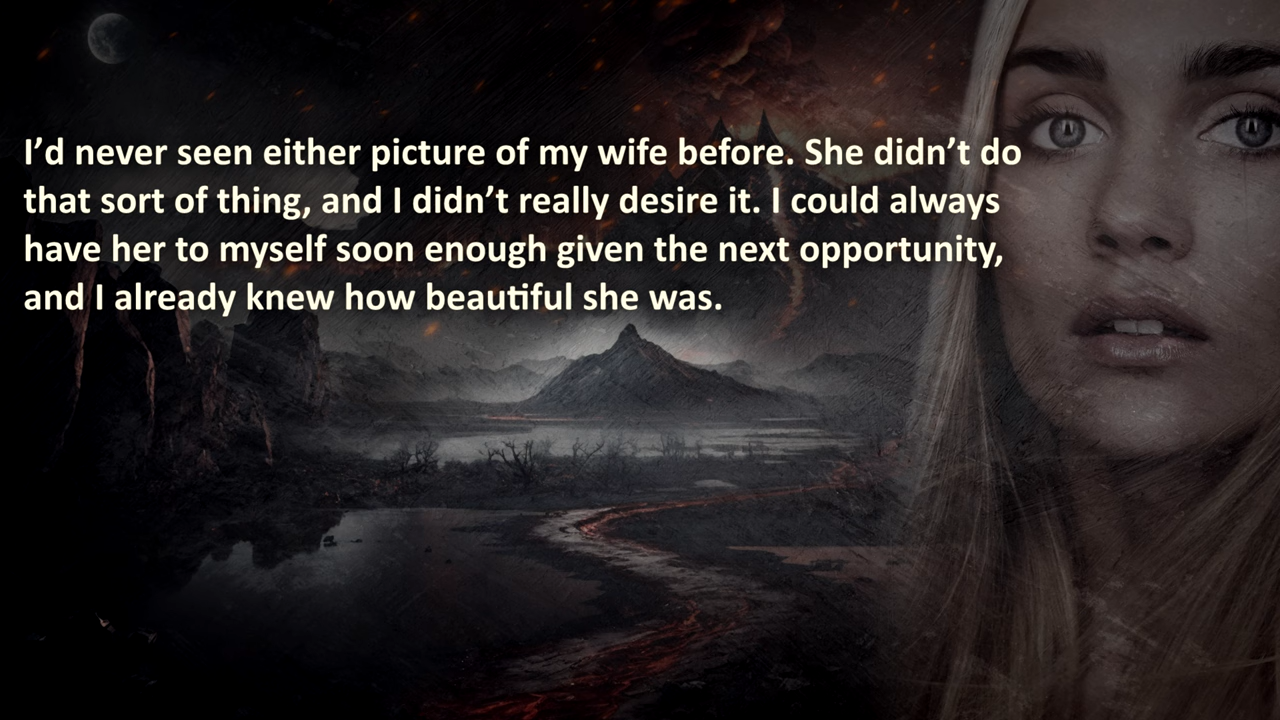 I’d never seen either picture of my wife before. She didn’t do
that sort of thing, and I didn’t really desire it. I could always
have her to myself soon enough given the next opportunity,
and I already knew how beautiful she was.